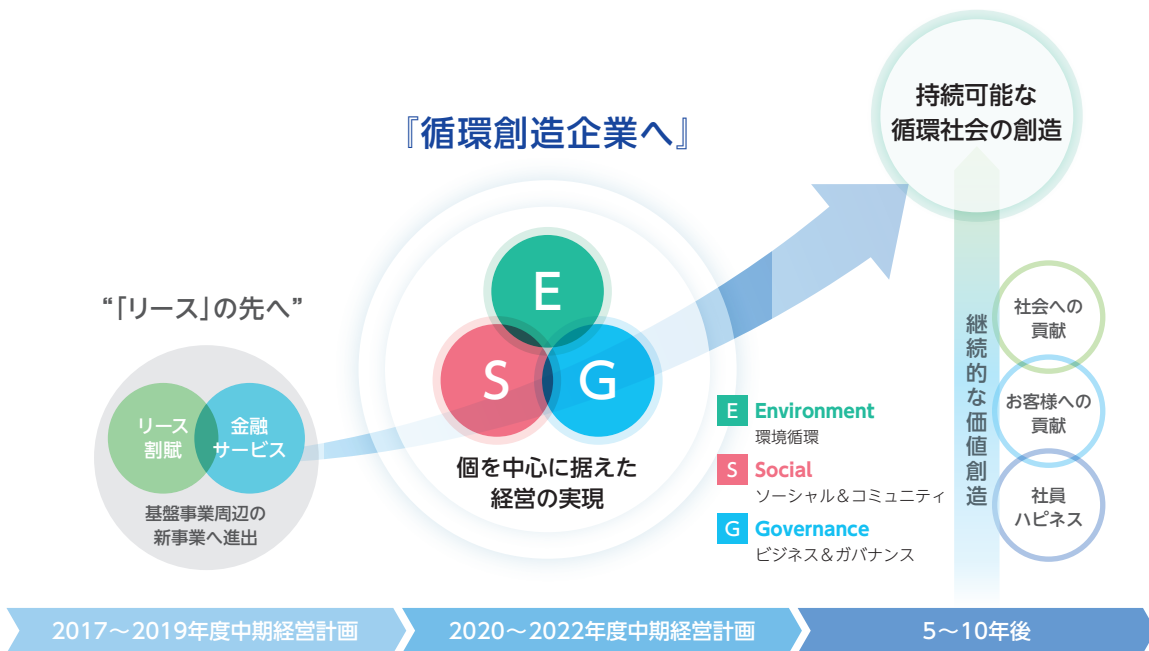 『循環創造企業へ』
持続可能な
循環社会の創造
“「リース」の先へ”
リース
割賦
金融
サービス
基盤事業周辺の
新事業へ進出
E
S
G
個を中心に据えた
経営の実現
E Environment
環境循環
S Social
ソーシャル＆コミュニティ
G Governance
ビジネス＆ガバナンス
継続的な価値創造
社会への
貢献
お客様への
貢献
社員
ハピネス
2017～2019年度中期経営計画
2020～2022年度中期経営計画
5～10年後